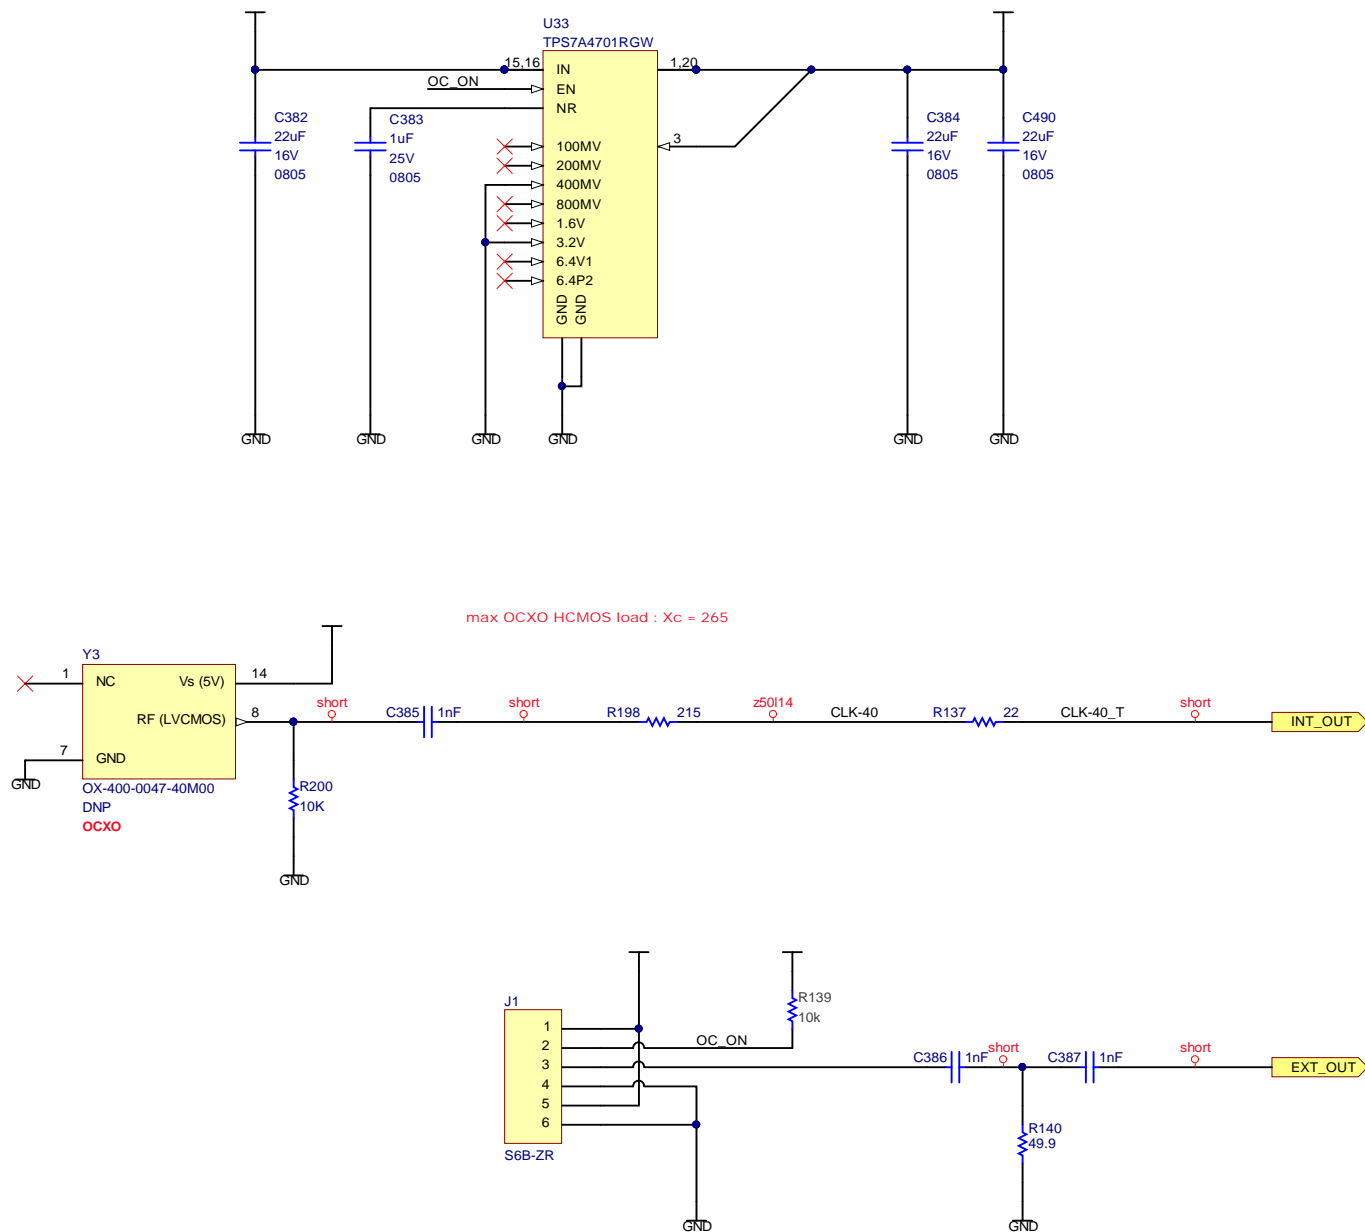 U33
TPS7A4701RGW
15,16
IN
1,20
OC_ON
EN
NR
C382
22uF
16V
0805
C383
1uF
25V
0805
100MV
3
200MV
400MV
800MV
1.6V
3.2V
6.4V1
6.4P2
GND
GND
C384
22uF
16V
0805
C490
22uF
16V
0805
GND
GND
GND
GND
GND
GND
max OCXO HCMOS load : Xc = 265
Y3
1
NC
Vs (5V)
14
RF (LVCMOS)
8
7
GND
GND
OX-400-0047-40M00
DNP
OCXO
short
C385
1nF
short
R198
215
z50l14
CLK-40
R137
22
CLK-40_T
short
INT_OUT
R200
10K
GND
J1
1
2
3
4
5
6
S6B-ZR
OC_ON
R139
10k
C386
1nF
short
C387
1nF
short
EXT_OUT
R140
49.9
GND
GND